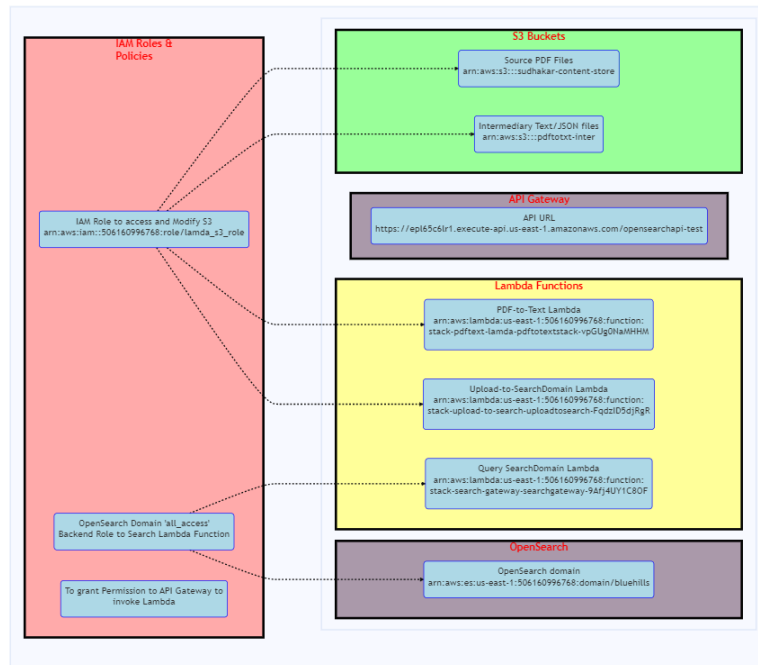 IAM Roles &
Policies
IAM Role to access and Modify S3
arn:aws:iam::506160996768:role/lamda_s3_role
OpenSearch Domain 'all_access'
Backend Role to Search Lambda Function
To grant Permission to API Gateway to
invoke Lambda
S3 Buckets
Source PDF Files
arn:aws:s3:::sudhakar-content-store
Intermediary Text/JSON files
arn:aws:s3:::pdftotxt-inter
API Gateway
API URL
https://epl65c6lr1.execute-api.us-east-1.amazonaws.com/opensearchapi-test
Lambda Functions
PDF-to-Text Lambda
arn:aws:lambda:us-east-1:506160996768:function:
stack-pdftext-lamda-pdftotextstack-vpGUg0NaMHHM
Upload-to-SearchDomain Lambda
arn:aws:lambda:us-east-1:506160996768:function:
stack-upload-to-search-uploadtosearch-FqdzID5djRgR
Query SearchDomain Lambda
arn:aws:lambda:us-east-1:506160996768:function:
stack-search-gateway-searchgateway-9Afj4UY1C8OF
OpenSearch
OpenSearch domain
arn:aws:es:us-east-1:506160996768:domain/bluehills